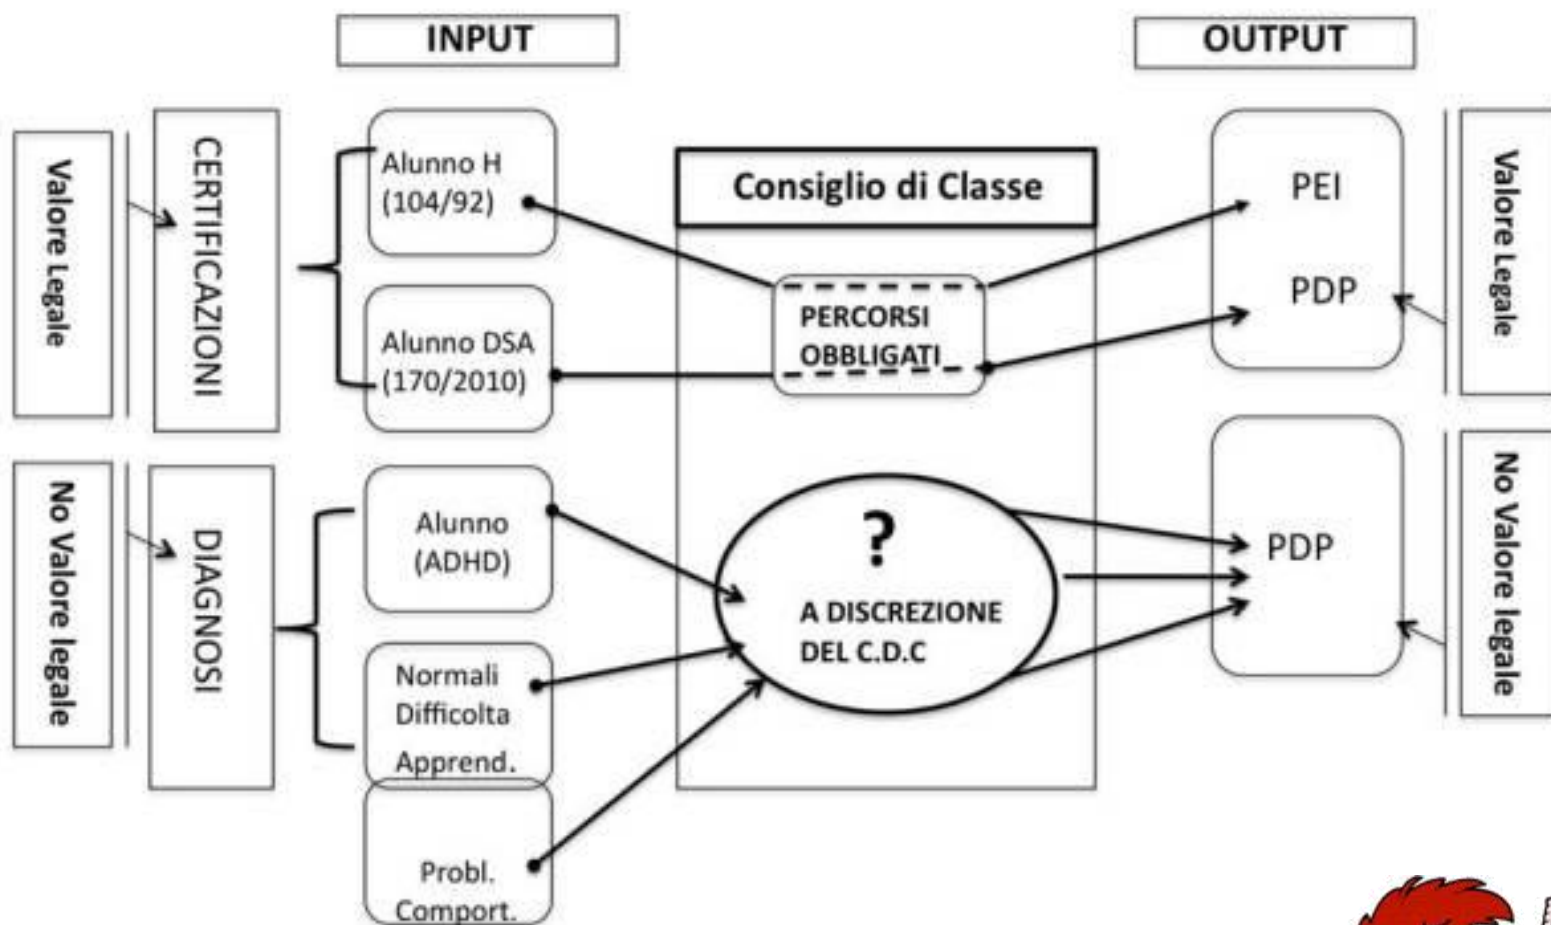 INPUT
OUTPUT
Valore Legale
CERTIFICAZIONI
Alunno H
(104/92)
Alunno DSA
(170/2010)
Consiglio di Classe
PERCORSI
OBBLIGATI
PEI
PDP
Valore Legale
No Valore legale
DIAGNOSI
Alunno
(ADHD)
Normali
Difficolta
Apprend.
Probl.
Comport.
?
A DISCREZIONE
DEL C.D.C
PDP
No Valore legale